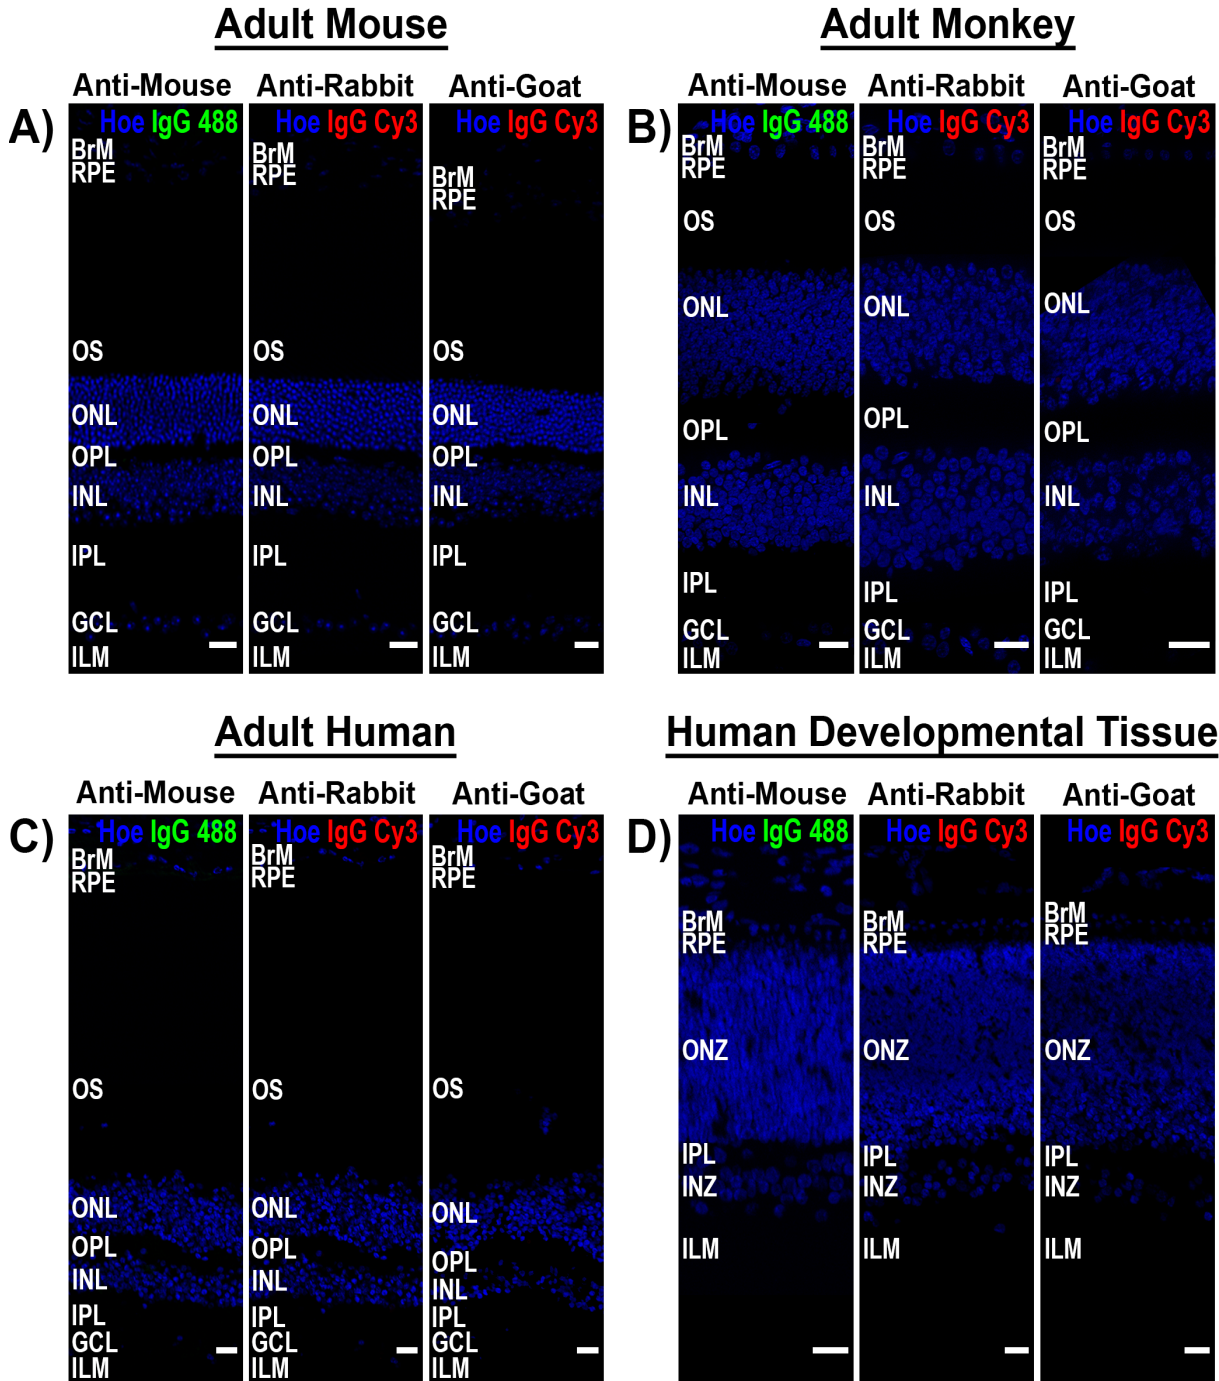 Adult Mouse
Anti-Mouse Anti-Rabbit Anti-Goat
A)
Hoe IgG 488
BrM
RPE
OS
ONL
OPL
INL
IPL
GCL
ILM
Hoe IgG Cy3
BrM
RPE
OS
ONL
OPL
INL
IPL
GCL
ILM
Hoe IgG Cy3
BrM
RPE
OS
ONL
OPL
INL
IPL
GCL
ILM
Adult Monkey
Anti-Mouse Anti-Rabbit Anti-Goat
B)
Hoe IgG 488
BrM
RPE
OS
ONL
OPL
INL
IPL
GCL
ILM
Hoe IgG Cy3
BrM
RPE
OS
ONL
OPL
INL
IPL
GCL
ILM
Hoe IgG Cy3
BrM
RPE
OS
ONL
OPL
INL
IPL
GCL
ILM
Adult Human
Anti-Mouse Anti-Rabbit Anti-Goat
C)
Hoe IgG 488
BrM
RPE
OS
ONL
OPL
INL
IPL
GCL
ILM
Hoe IgG Cy3
BrM
RPE
OS
ONL
OPL
INL
IPL
GCL
ILM
Hoe IgG Cy3
BrM
RPE
OS
ONL
OPL
INL
IPL
GCL
ILM
Human Developmental Tissue
Anti-Mouse Anti-Rabbit Anti-Goat
D)
Hoe IgG 488
BrM
RPE
ONZ
IPL
INZ
ILM
Hoe IgG Cy3
BrM
RPE
ONZ
IPL
INZ
ILM
Hoe IgG Cy3
BrM
RPE
ONZ
IPL
INZ
ILM